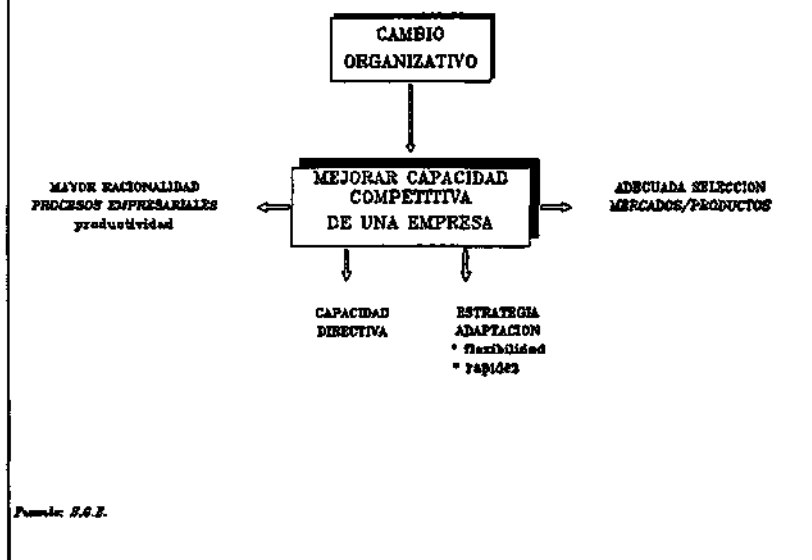 CAMBIO
ORGANIZATIVO
MEJORAR CAPACIDAD
COMPETITIVA
DE UNA EMPRESA
MAYOR RACIONALIDAD
PROCESOS EMPRESARIALES
productividad
ADECUADA SELECCION
MERCADOS/PRODUCTOS
CAPACIDAD
DIRECTIVA
ESTRATEGIA
ADAPTACION
* flexibilidad
* rapidez
Fuente: